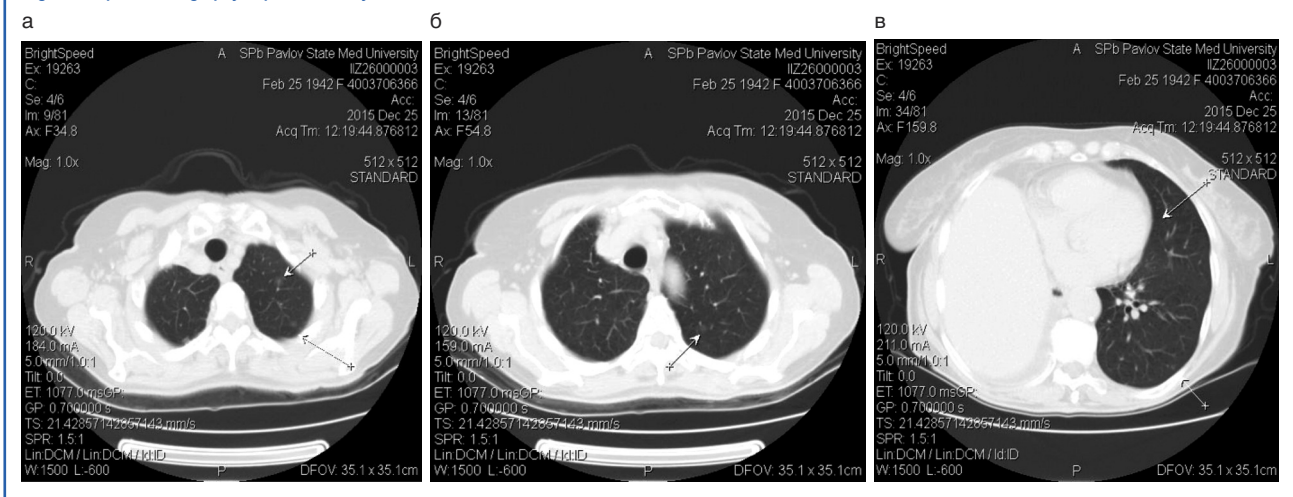 а
BrightSpeed
Ex: 19263
C:
Se: 4/6
Im: 9/81
Ax: F34.8
Mag: 1.0x
A
SPb Pavlov State Med University
IIZ26000003
Feb 25 1942 F 4003706366
Acc:
2015 Dec 25
Acq Tm: 12:19:44.876812
512 x 512
STANDARD
R
L
120.0 kV
184.0 mA
5.0 mm/1.0:1
Tilt: 0.0
ET: 1077.0 msGP:
GP: 0.700000 s
TS: 21.42857142857143 mm/s
SPR: 1.5:1
Lin:DCM / Lin:DCM / Id:ID
W:1500 L:-600
P
DFOV: 35.1 x 35.1cm
б
BrightSpeed
Ex: 19263
C:
Se: 4/6
Im: 13/81
Ax: F54.8
Mag: 1.0x
A
SPb Pavlov State Med University
IIZ26000003
Feb 25 1942 F 4003706366
Acc:
2015 Dec 25
Acq Tm: 12:19:44.876812
512 x 512
STANDARD
R
L
120.0 kV
159.0 mA
5.0 mm/1.0:1
Tilt: 0.0
ET: 1077.0 msGP:
GP: 0.700000 s
TS: 21.42857142857143 mm/s
SPR: 1.5:1
Lin:DCM / Lin:DCM / Id:ID
W:1500 L:-600
P
DFOV: 35.1 x 35.1cm
в
BrightSpeed
Ex: 19263
C:
Se: 4/6
Im: 34/81
Ax: F159.8
Mag: 1.0x
A
SPb Pavlov State Med University
IIZ26000003
Feb 25 1942 F 4003706366
Acc:
2015 Dec 25
Acq Tm: 12:19:44.876812
512 x 512
STANDARD
R
L
120.0 kV
211.0 mA
5.0 mm/1.0:1
Tilt: 0.0
ET: 1077.0 msGP:
GP: 0.700000 s
TS: 21.42857142857143 mm/s
SPR: 1.5:1
Lin:DCM / Lin:DCM / Id:ID
W:1500 L:-600
P
DFOV: 35.1 x 35.1cm